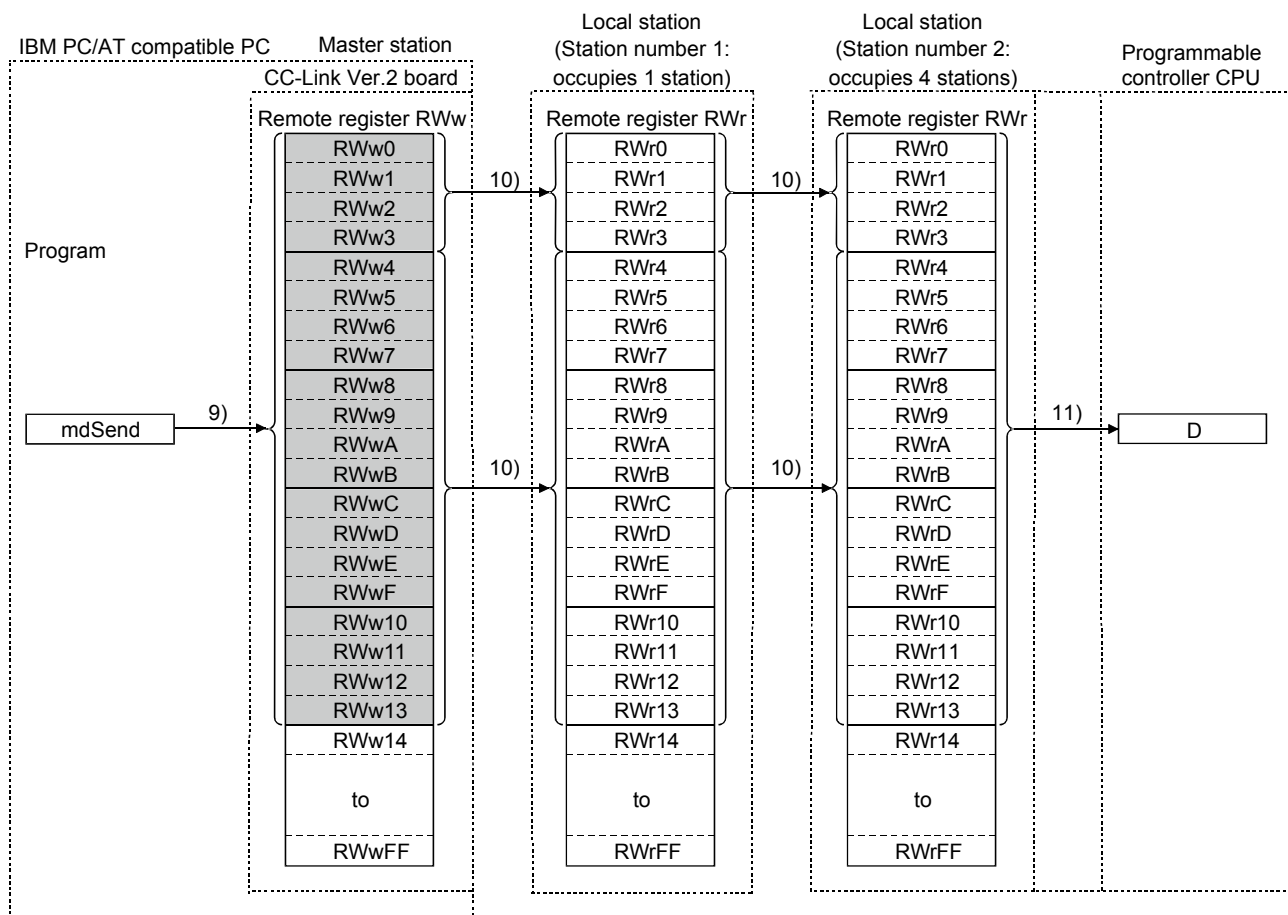 IBM PC/AT compatible PC
Master station
CC-Link Ver.2 board
Local station
(Station number 1:
occupies 1 station)
Local station
(Station number 2:
occupies 4 stations)
Programmable
controller CPU
Program
mdSend
9)
Remote register RWw
RWw0
RWw1
RWw2
RWw3
RWw4
RWw5
RWw6
RWw7
RWw8
RWw9
RWwA
RWwB
RWwC
RWwD
RWwE
RWwF
RWw10
RWw11
RWw12
RWw13
RWw14
to
RWwFF
10)
10)
Remote register RWr
RWr0
RWr1
RWr2
RWr3
RWr4
RWr5
RWr6
RWr7
RWr8
RWr9
RWrA
RWrB
RWrC
RWrD
RWrE
RWrF
RWr10
RWr11
RWr12
RWr13
RWr14
to
RWrFF
10)
10)
Remote register RWr
RWr0
RWr1
RWr2
RWr3
RWr4
RWr5
RWr6
RWr7
RWr8
RWr9
RWrA
RWrB
RWrC
RWrD
RWrE
RWrF
RWr10
RWr11
RWr12
RWr13
RWr14
to
RWrFF
11)
D